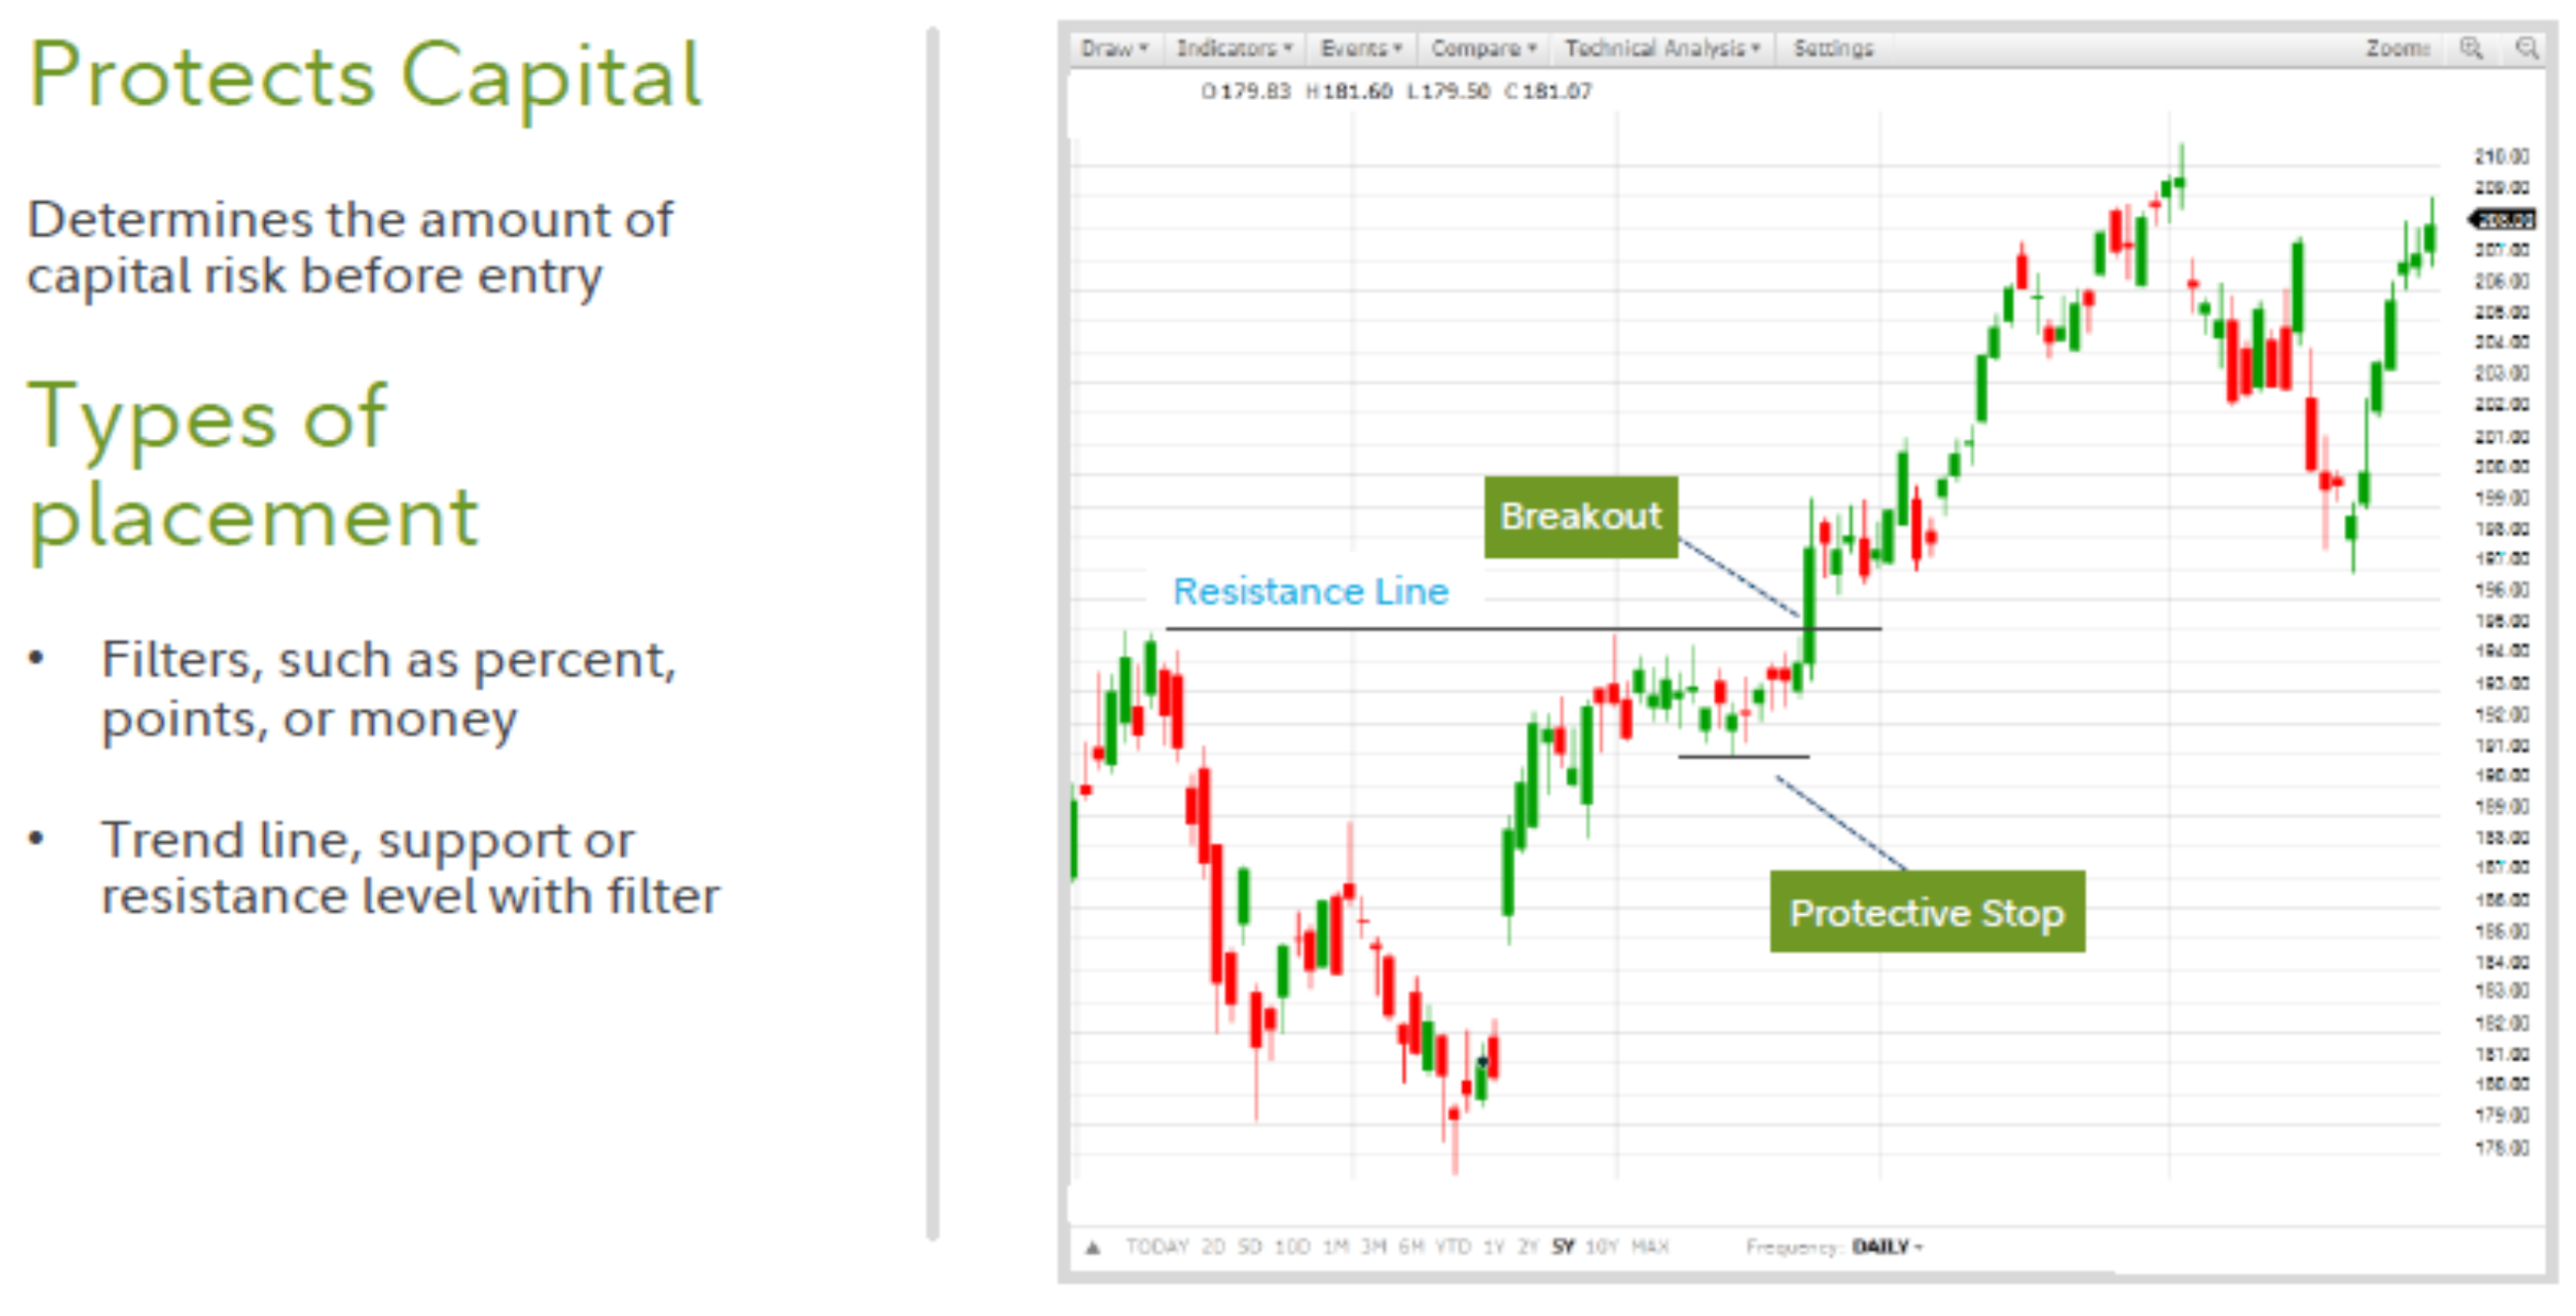 Protects Capital
Determines the amount of
capital risk before entry
Types of
placement
• Filters, such as percent,
points, or money
• Trend line, support or
resistance level with filter
Draw▾ Indicators▾ Events▾ Compare▾ Technical Analysis▾ Settings Zoom:
O 179.83 H 181.60 L 179.50 C 181.07
Breakout
Resistance Line
Protective Stop
210.00
209.00
208.00
207.00
206.00
205.00
204.00
203.00
202.00
201.00
200.00
199.00
198.00
197.00
196.00
195.00
194.00
193.00
192.00
191.00
190.00
189.00
188.00
187.00
186.00
185.00
184.00
183.00
182.00
181.00
180.00
179.00
178.00
▲ TODAY 2D 5D 10D 1M 3M 6M YTD 1Y 2Y 5Y 10Y MAX Frequency: DAILY▾